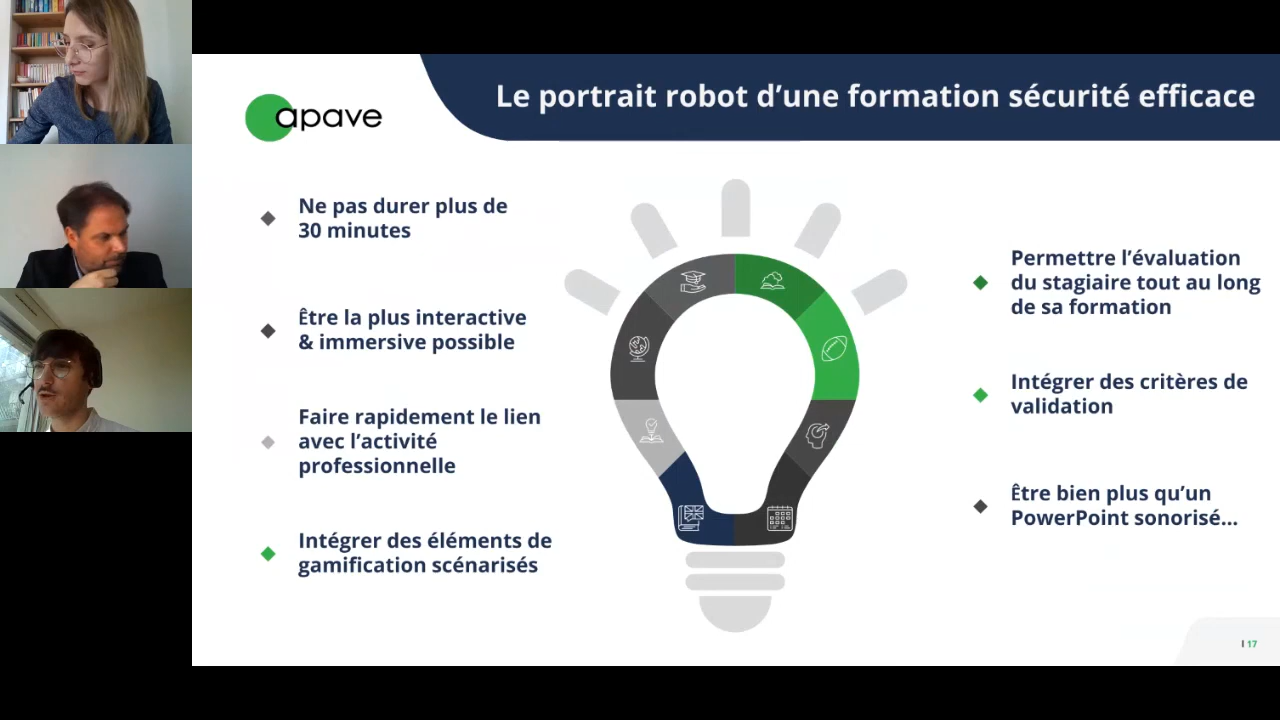 apave
Le portrait robot d’une formation sécurité efficace
Ne pas durer plus de
30 minutes
Être la plus interactive
& immersive possible
Faire rapidement le lien
avec l’activité
professionnelle
Intégrer des éléments de
gamification scénarisés
Permettre l’évaluation
du stagiaire tout au long
de sa formation
Intégrer des critères de
validation
Être bien plus qu’un
PowerPoint sonorisé...
I 17